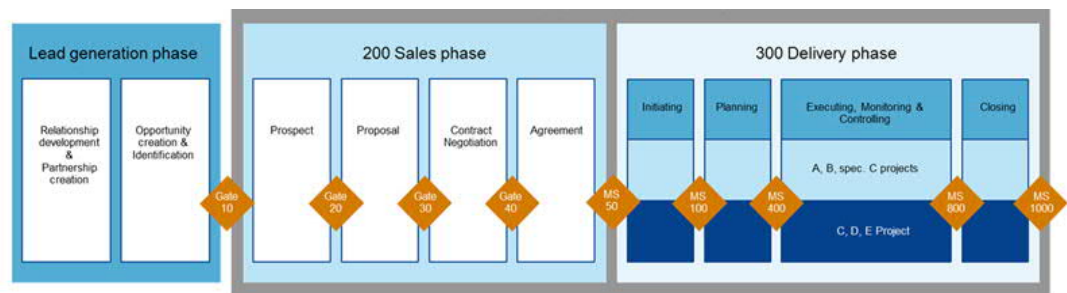 Lead generation phase
200 Sales phase
300 Delivery phase
Relationship
development
&
Partnership
creation
Opportunity
creation &
Identification
Gate
10
Prospect
Gate
20
Proposal
Gate
30
Contract
Negotiation
Gate
40
Agreement
MS
50
Initiating
MS
100
Planning
MS
400
Executing, Monitoring &
Controlling
A, B, spec. C projects
C, D, E Project
MS
800
Closing
MS
1000